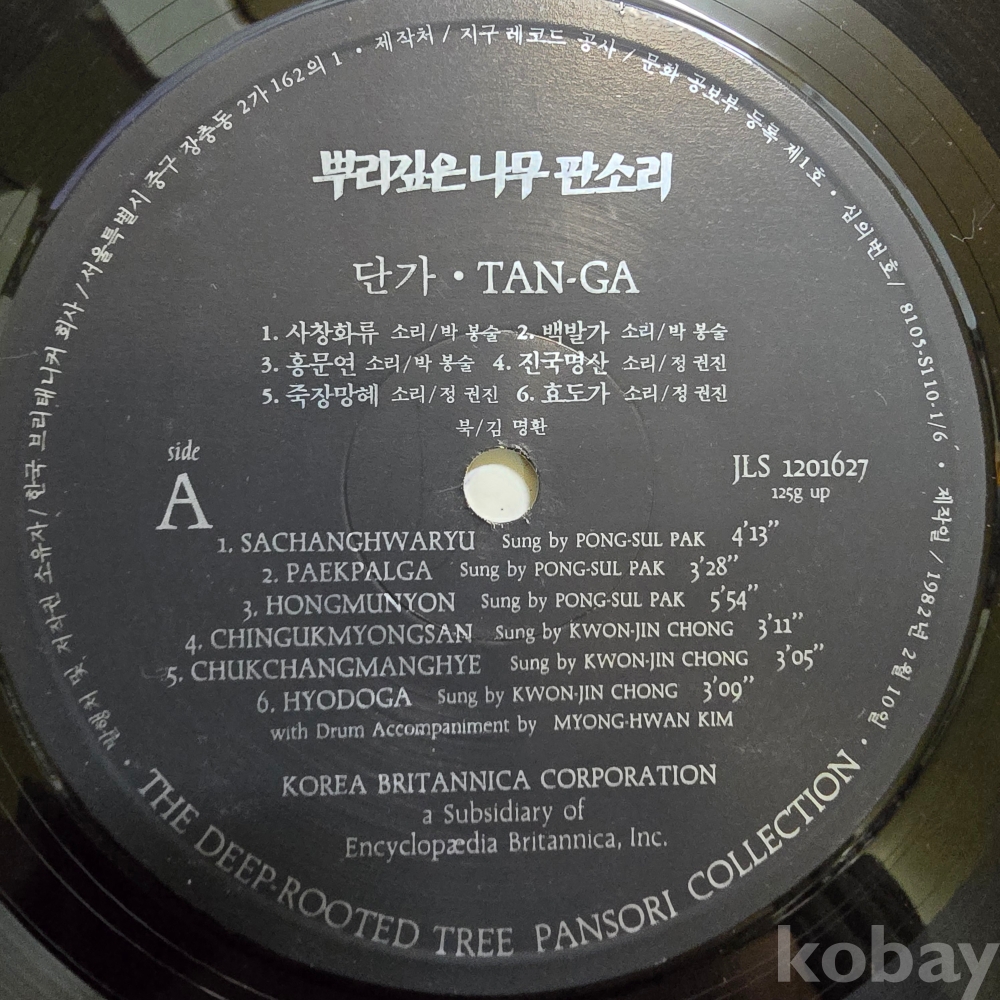 발행처 및 저작권 소유자 / 한국 브리태니커 회사 / 서울특별시 중구 장충동 2가 162의 1 · 제작처 / 지구 레코드 공사 / 문화 공보부 등록 제1호 · 심의번호 / 8105-S110-1/6 · 제작일 / 1982년 2월 10일 ·
뿌리깊은나무 판소리
단가 · TAN-GA
1. 사창화류 소리/박 봉술 2. 백발가 소리/박 봉술
3. 홍문연 소리/박 봉술 4. 진국명산 소리/정 권진
5. 죽장망혜 소리/정 권진 6. 효도가 소리/정 권진
북/김 명환
side
A
JLS 1201627
125g up
1. SACHANGHWARYU Sung by PONG-SUL PAK 4’13”
2. PAEKPALGA Sung by PONG-SUL PAK 3’28”
3. HONGMUNYON Sung by PONG-SUL PAK 5’54”
4. CHINGUKMYONGSAN Sung by KWON-JIN CHONG 3’11”
5. CHUKCHANGMANGHYE Sung by KWON-JIN CHONG 3’05”
6. HYODOGA Sung by KWON-JIN CHONG 3’09”
with Drum Accompaniment by MYONG-HWAN KIM
KOREA BRITANNICA CORPORATION
a Subsidiary of
Encyclopædia Britannica, Inc.
THE DEEP-ROOTED TREE PANSORI COLLECTION
kobay